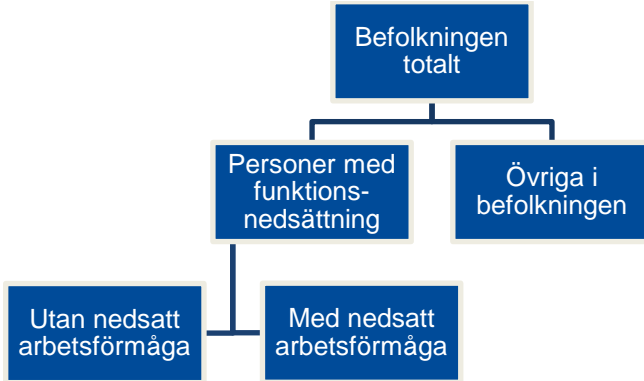 Befolkningen
totalt
Personer med
funktions-
nedsättning
Övriga i
befolkningen
Utan nedsatt
arbetsförmåga
Med nedsatt
arbetsförmåga